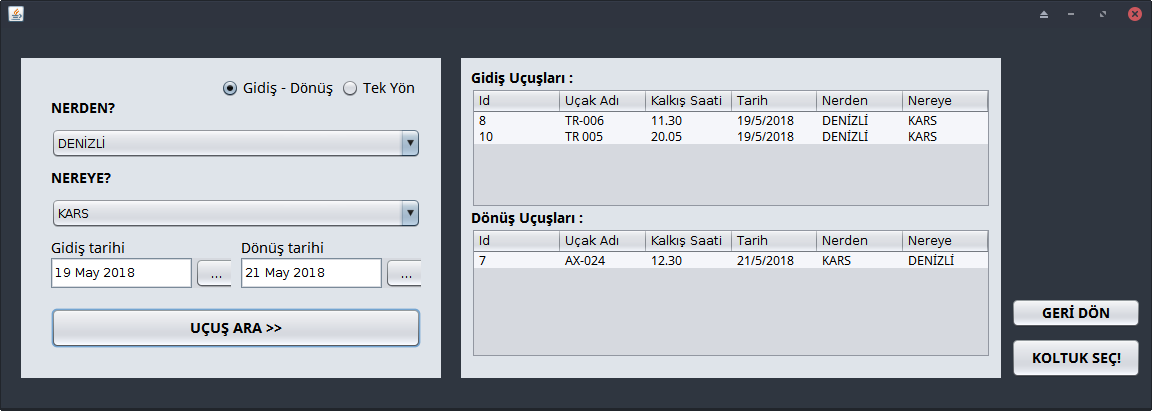 Gidiş - Dönüş Tek Yön
NERDEN?
DENİZLİ
NEREYE?
KARS
Gidiş tarihi Dönüş tarihi
19 May 2018 ... 21 May 2018 ...
UÇUŞ ARA >>
Gidiş Uçuşları :
Id Uçak Adı Kalkış Saati Tarih Nerden Nereye
8 TR-006 11.30 19/5/2018 DENİZLİ KARS
10 TR 005 20.05 19/5/2018 DENİZLİ KARS
Dönüş Uçuşları :
Id Uçak Adı Kalkış Saati Tarih Nerden Nereye
7 AX-024 12.30 21/5/2018 KARS DENİZLİ
GERİ DÖN
KOLTUK SEÇ!